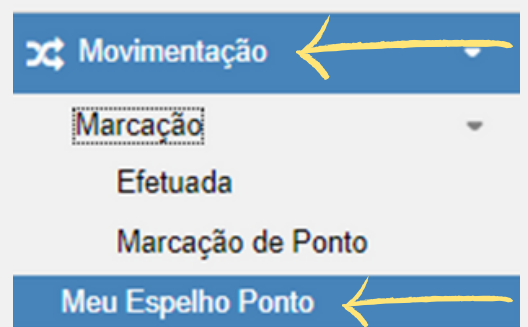 Movimentação
Marcação
Efetuada
Marcação de Ponto
Meu Espelho Ponto